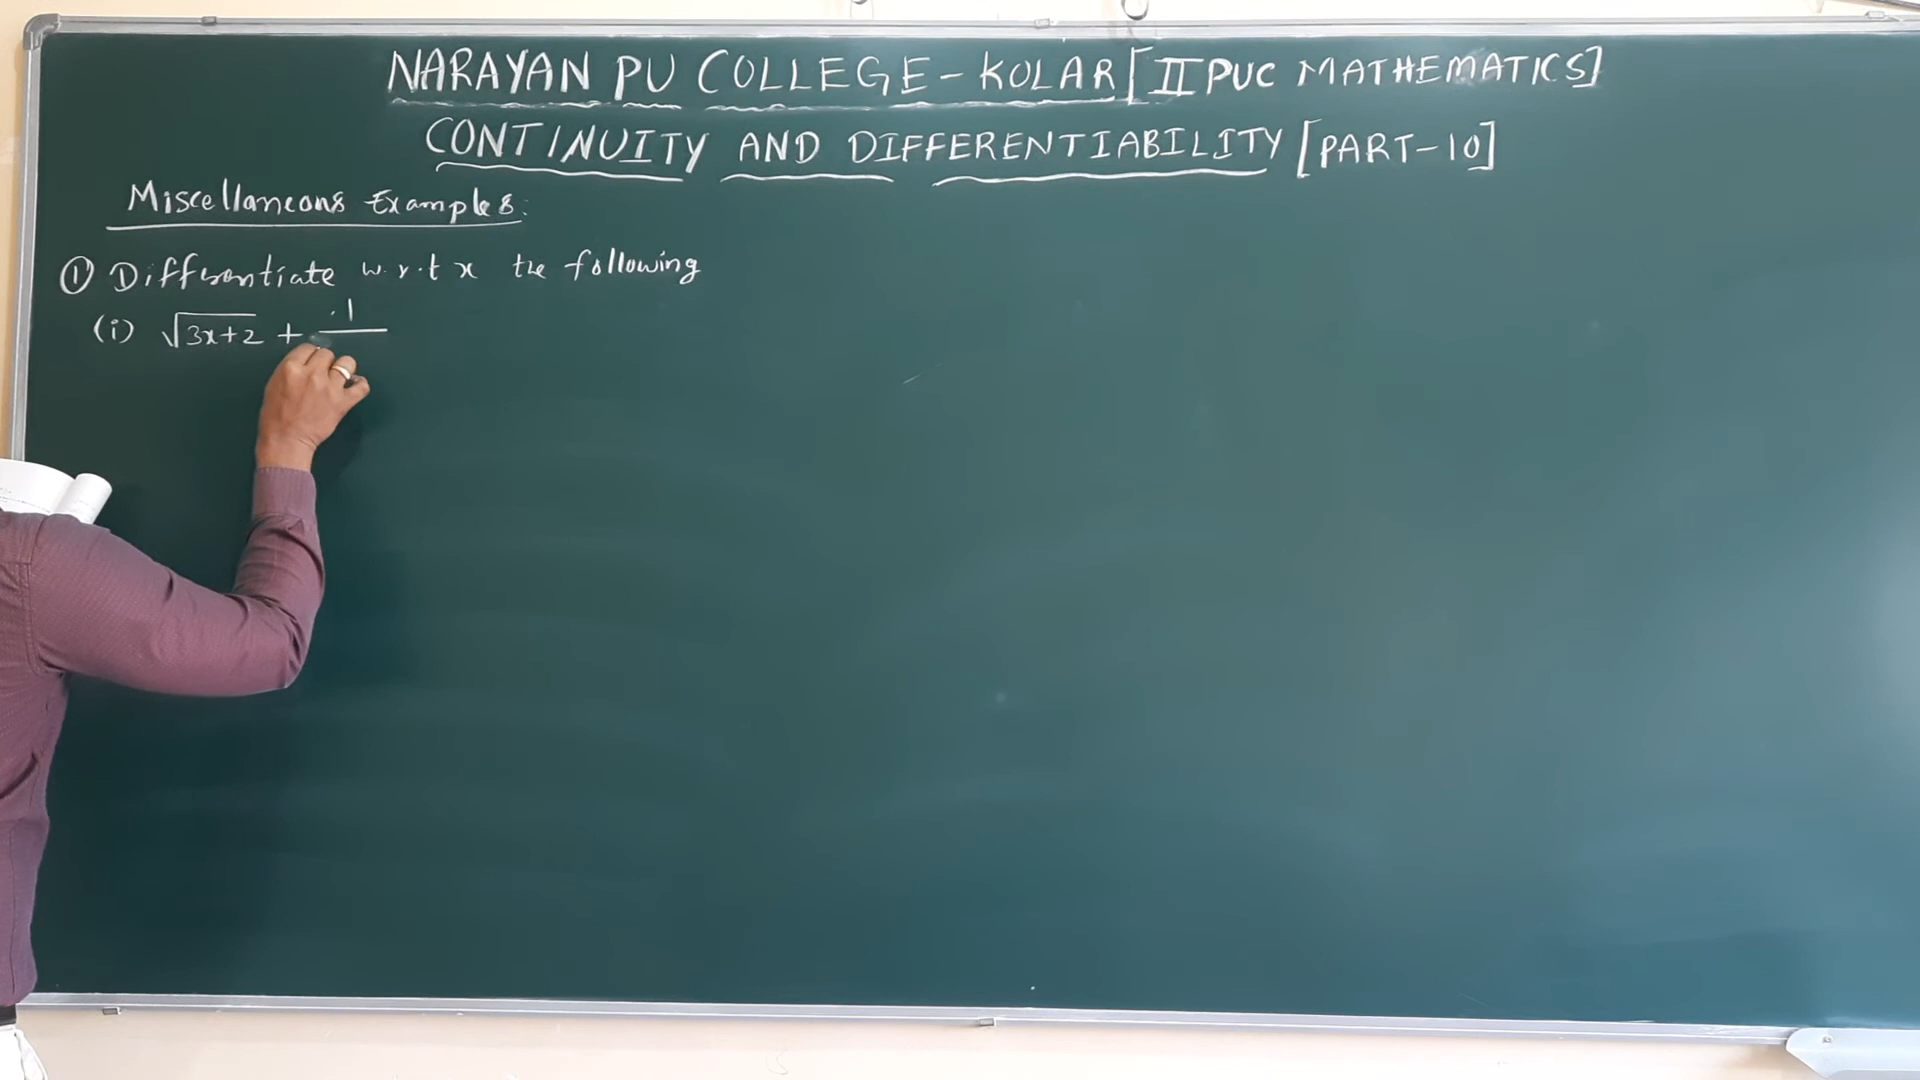 NARAYAN PU COLLEGE - KOLAR [II PUC MATHEMATICS]
CONTINUITY AND DIFFERENTIABILITY [PART-10]
Miscellaneous Examples:
① Differentiate w.r.t x the following
(i) √3x+2 + 1/